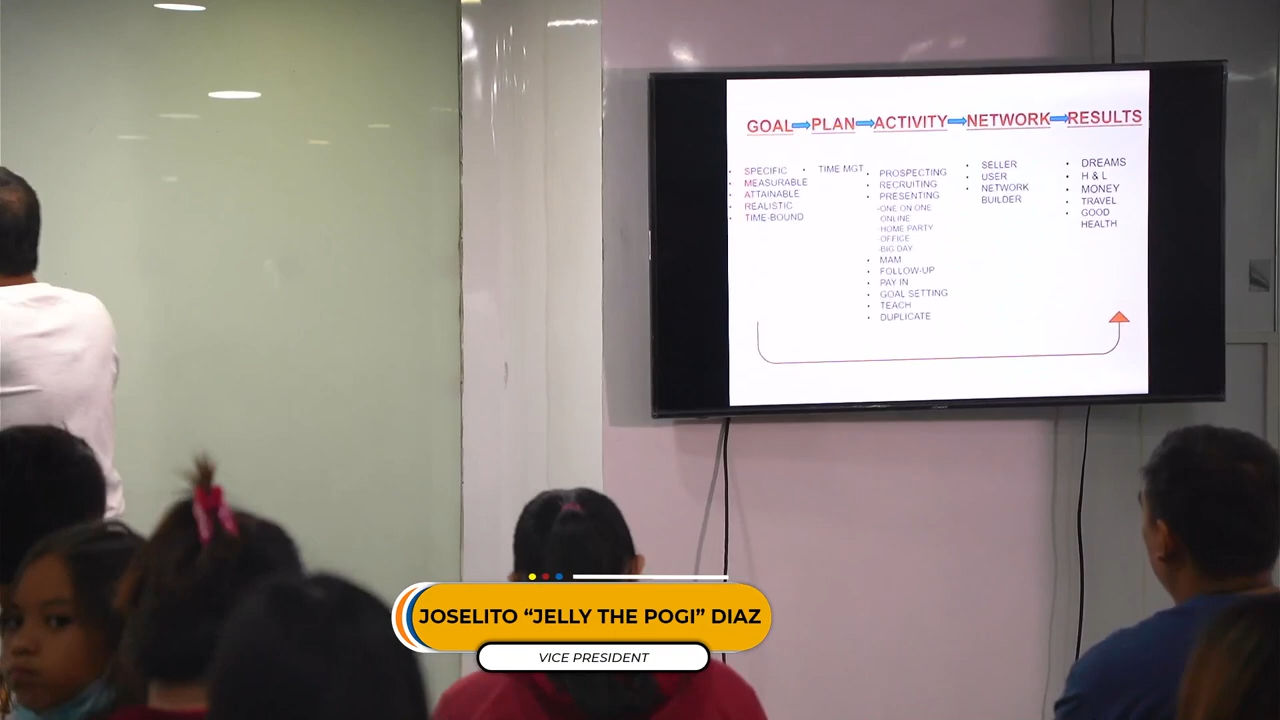 GOAL PLAN ACTIVITY NETWORK RESULTS
• SPECIFIC
• MEASURABLE
• ATTAINABLE
• REALISTIC
• TIME-BOUND
• TIME MGT
• PROSPECTING
• RECRUITING
• PRESENTING
-ONE ON ONE
ONLINE
-HOME PARTY
-OFFICE
-BIG DAY
• MAM
• FOLLOW-UP
• PAY IN
• GOAL SETTING
• TEACH
• DUPLICATE
• SELLER
• USER
• NETWORK
BUILDER
• DREAMS
• H & L
• MONEY
• TRAVEL
• GOOD
HEALTH
JOSELITO “JELLY THE POGI” DIAZ
VICE PRESIDENT